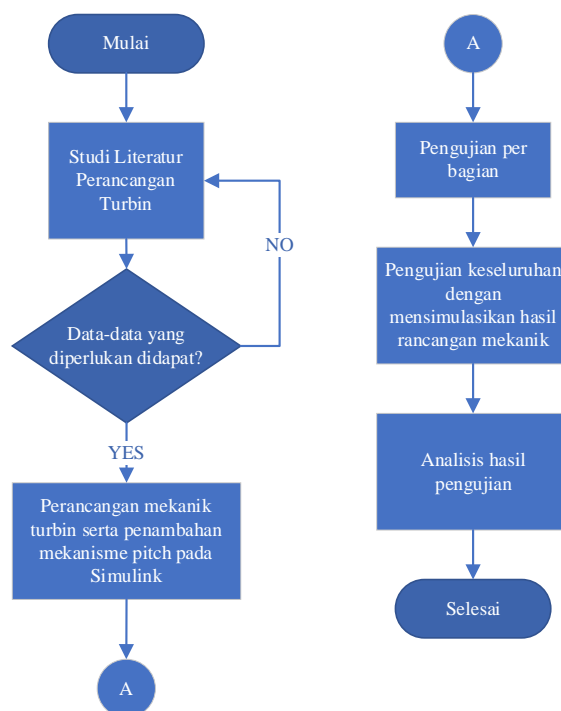 Mulai
Studi Literatur
Perancangan
Turbin
NO
Data-data yang
diperlukan didapat?
YES
Perancangan mekanik
turbin serta penambahan
mekanisme pitch pada
Simulink
A
A
Pengujian per
bagian
Pengujian keseluruhan
dengan
mensimulasikan hasil
rancangan mekanik
Analisis hasil
pengujian
Selesai